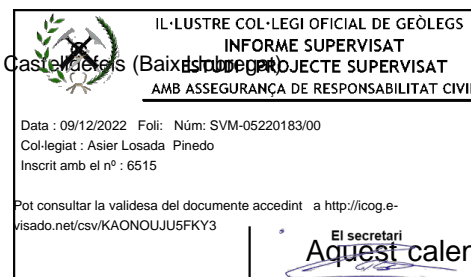 IL·LUSTRE COL·LEGI OFICIAL DE GEÒLEGS
INFORME SUPERVISAT
Castelldefels (Baix Llobregat).
ESTUDI - PROJECTE SUPERVISAT
AMB ASSEGURANÇA DE RESPONSABILITAT CIVIL
Data : 09/12/2022 Foli: Núm: SVM-05220183/00
Col·legiat : Asier Losada Pinedo
Inscrit amb el nº : 6515
Pot consultar la validesa del documente accedint a http://icog.e-
visado.net/csv/KAONOUJU5FKY3
El secretari
Aquest calen